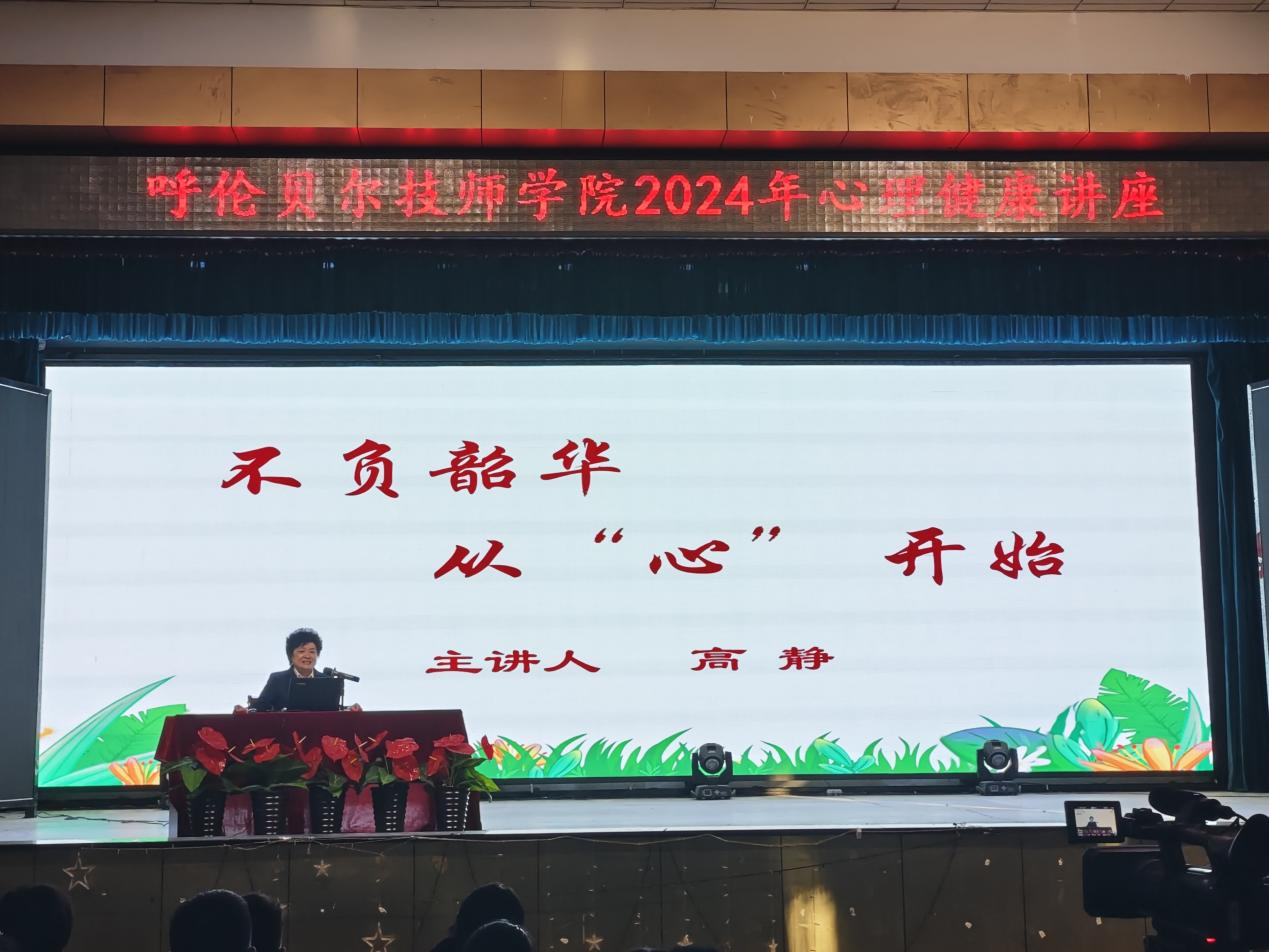 呼伦贝尔技师学院2024年心理健康讲座
不负韶华
从“心”开始
主讲人 高静